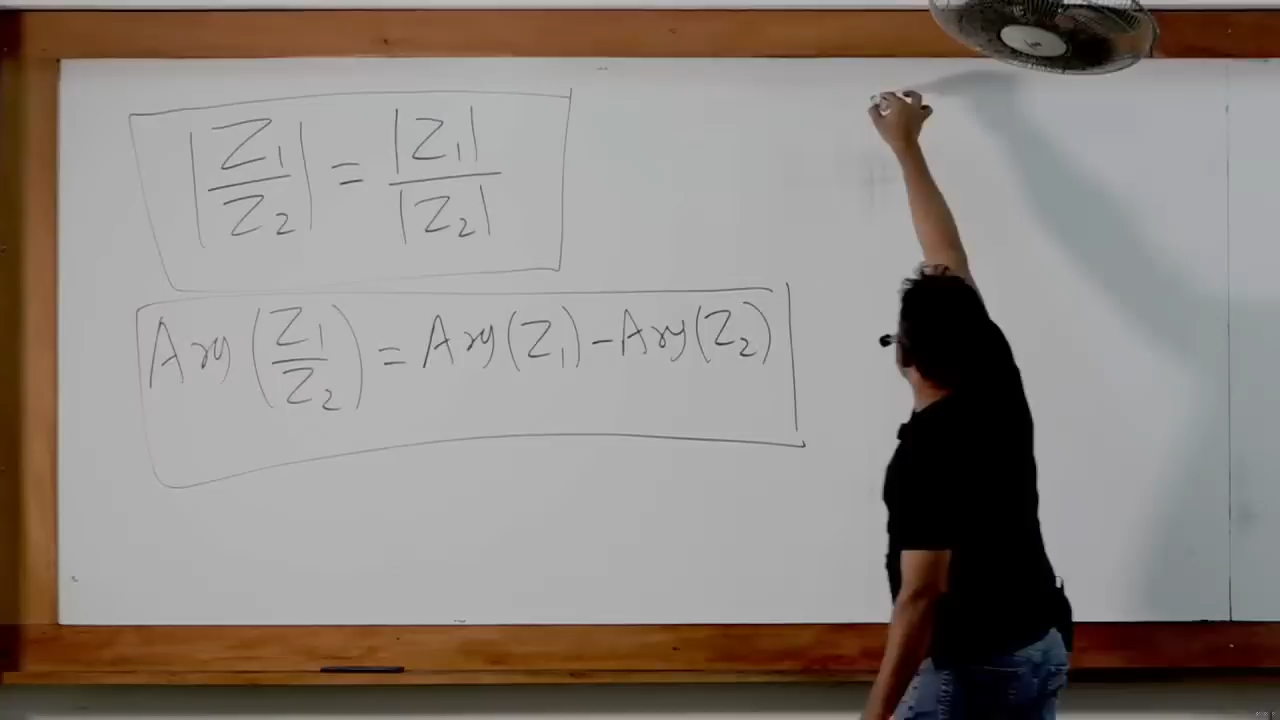 |Z₁/Z₂| = |Z₁|/|Z₂|
Arg(Z₁/Z₂) = Arg(Z₁) - Arg(Z₂)